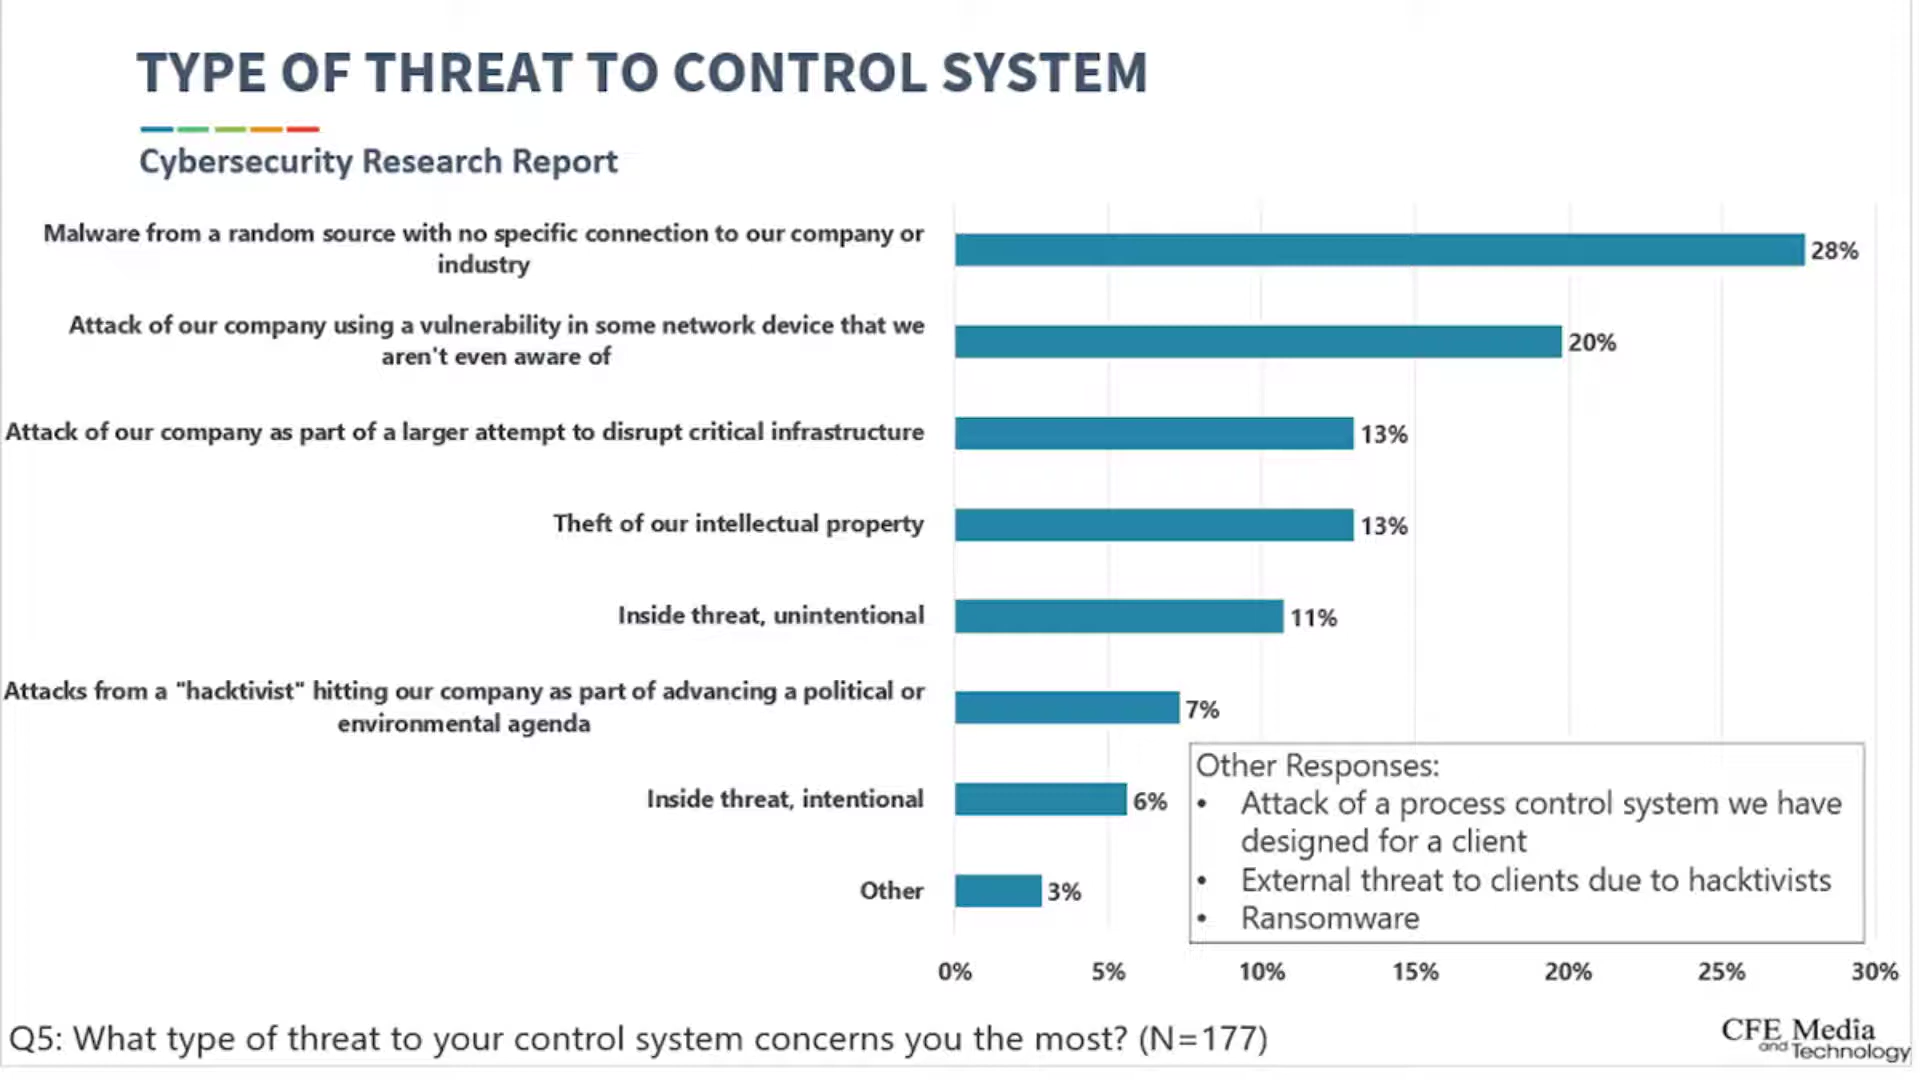 TYPE OF THREAT TO CONTROL SYSTEM
Cybersecurity Research Report
Malware from a random source with no specific connection to our company or
industry
28%
Attack of our company using a vulnerability in some network device that we
aren't even aware of
20%
Attack of our company as part of a larger attempt to disrupt critical infrastructure
13%
Theft of our intellectual property
13%
Inside threat, unintentional
11%
Attacks from a "hacktivist" hitting our company as part of advancing a political or
environmental agenda
7%
Inside threat, intentional
6%
Other
3%
Other Responses:
• Attack of a process control system we have
designed for a client
• External threat to clients due to hacktivists
• Ransomware
0% 5% 10% 15% 20% 25% 30%
Q5: What type of threat to your control system concerns you the most? (N=177)
CFE Media
and Technology